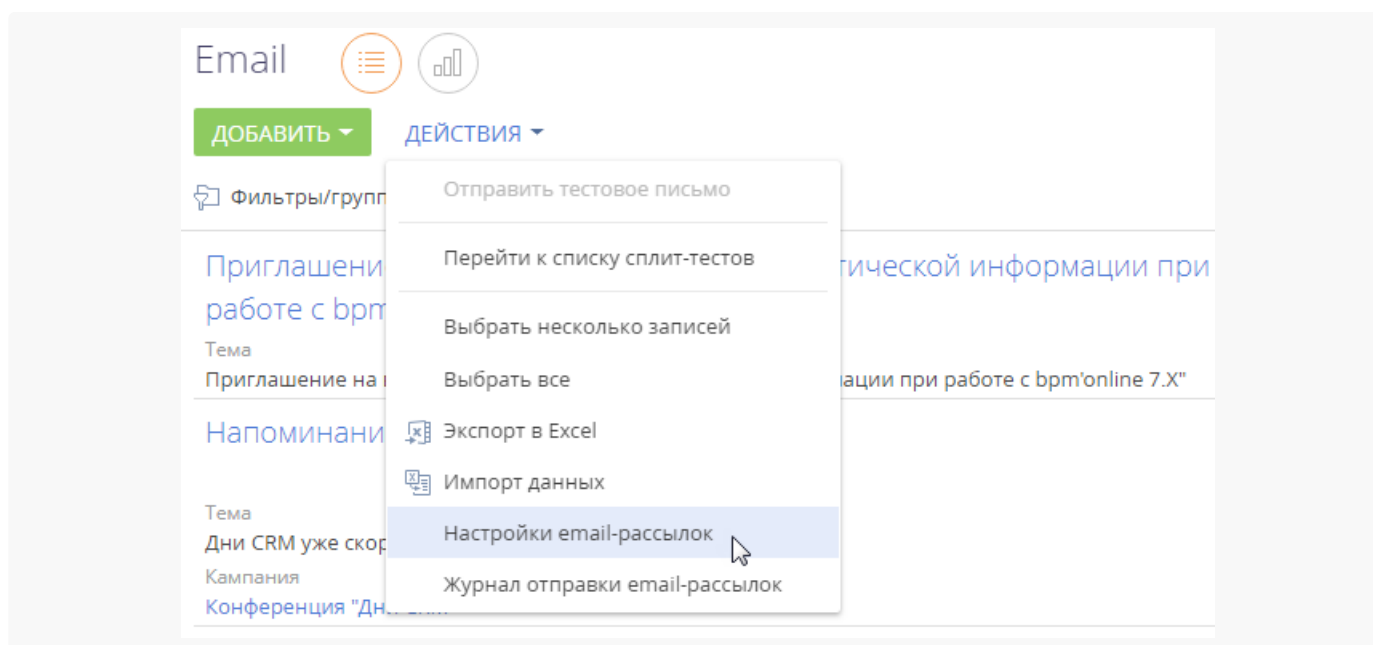 Email
ДОБАВИТЬ ДЕЙСТВИЯ
Отправить тестовое письмо
Фильтры/групп
Перейти к списку сплит-тестов
Приглашени тической информации при
работе с bpm
Выбрать несколько записей
Тема
Приглашение на ации при работе с bpm'online 7.X"
Выбрать все
Напоминани
Экспорт в Excel
Импорт данных
Тема
Настройки email-рассылок
Дни CRM уже скор
Кампания
Журнал отправки email-рассылок
Конференция "Дн